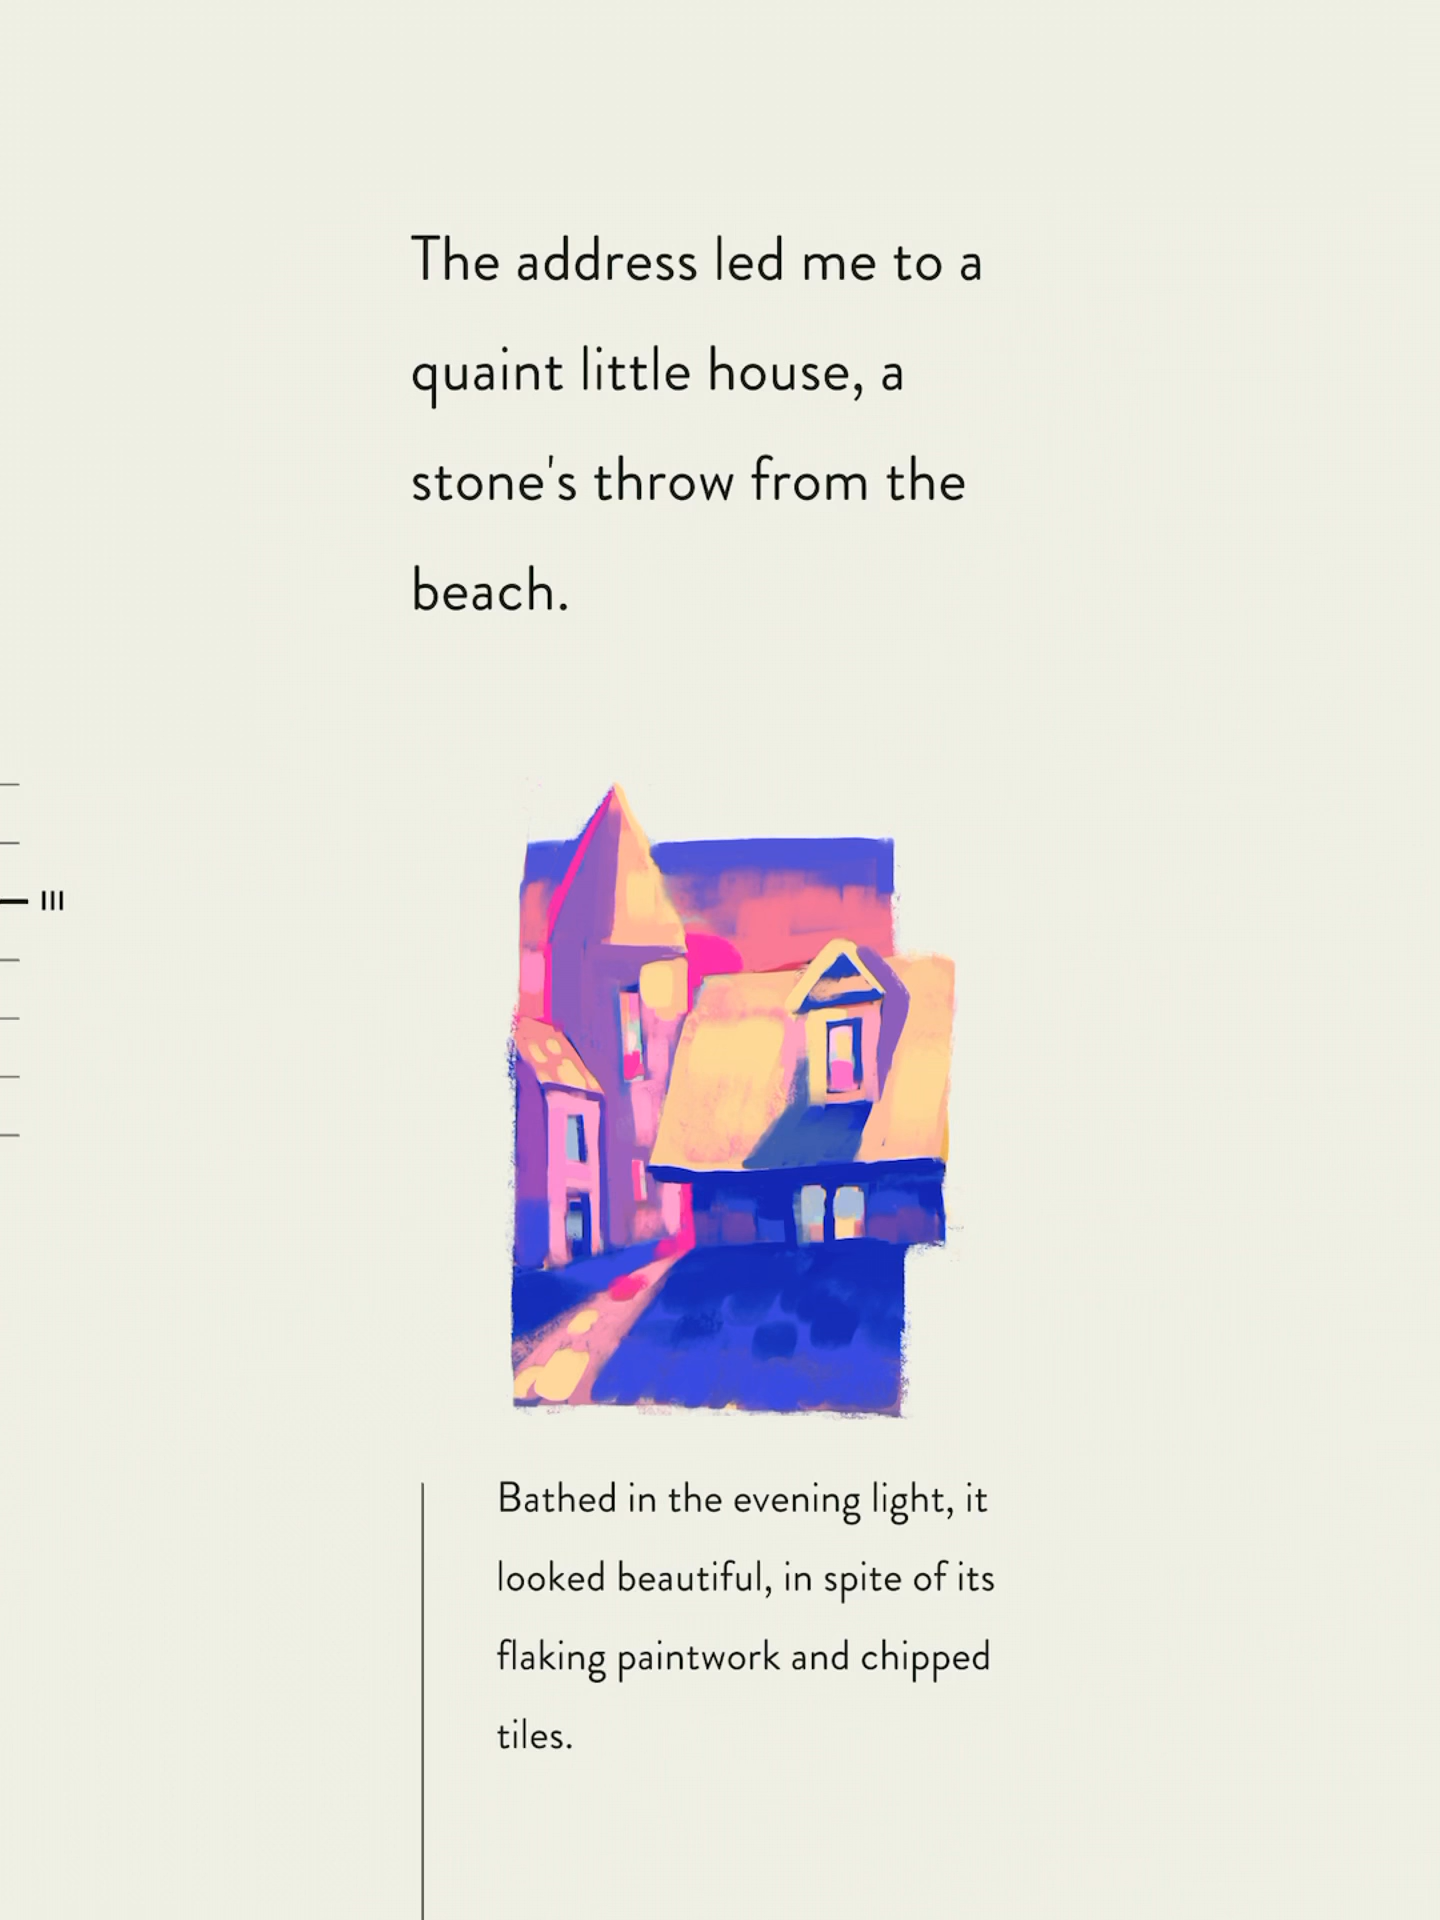 The address led me to a
quaint little house, a
stone's throw from the
beach.
III
Bathed in the evening light, it
looked beautiful, in spite of its
flaking paintwork and chipped
tiles.